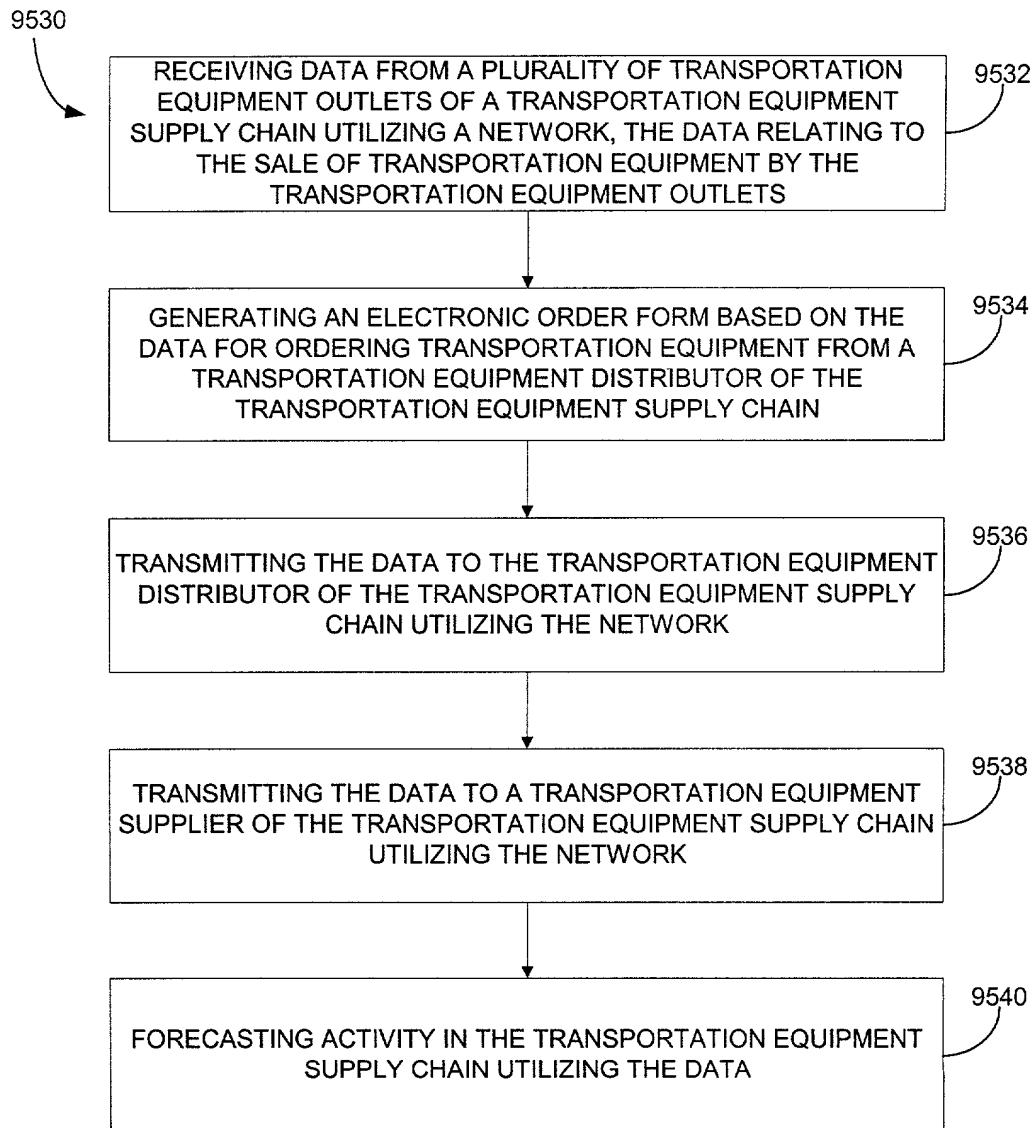 9530
RECEIVING DATA FROM A PLURALITY OF TRANSPORTATION
EQUIPMENT OUTLETS OF A TRANSPORTATION EQUIPMENT
SUPPLY CHAIN UTILIZING A NETWORK, THE DATA RELATING TO
THE SALE OF TRANSPORTATION EQUIPMENT BY THE
TRANSPORTATION EQUIPMENT OUTLETS
9532
GENERATING AN ELECTRONIC ORDER FORM BASED ON THE
DATA FOR ORDERING TRANSPORTATION EQUIPMENT FROM A
TRANSPORTATION EQUIPMENT DISTRIBUTOR OF THE
TRANSPORTATION EQUIPMENT SUPPLY CHAIN
9534
TRANSMITTING THE DATA TO THE TRANSPORTATION EQUIPMENT
DISTRIBUTOR OF THE TRANSPORTATION EQUIPMENT SUPPLY
CHAIN UTILIZING THE NETWORK
9536
TRANSMITTING THE DATA TO A TRANSPORTATION EQUIPMENT
SUPPLIER OF THE TRANSPORTATION EQUIPMENT SUPPLY CHAIN
UTILIZING THE NETWORK
9538
FORECASTING ACTIVITY IN THE TRANSPORTATION EQUIPMENT
SUPPLY CHAIN UTILIZING THE DATA
9540